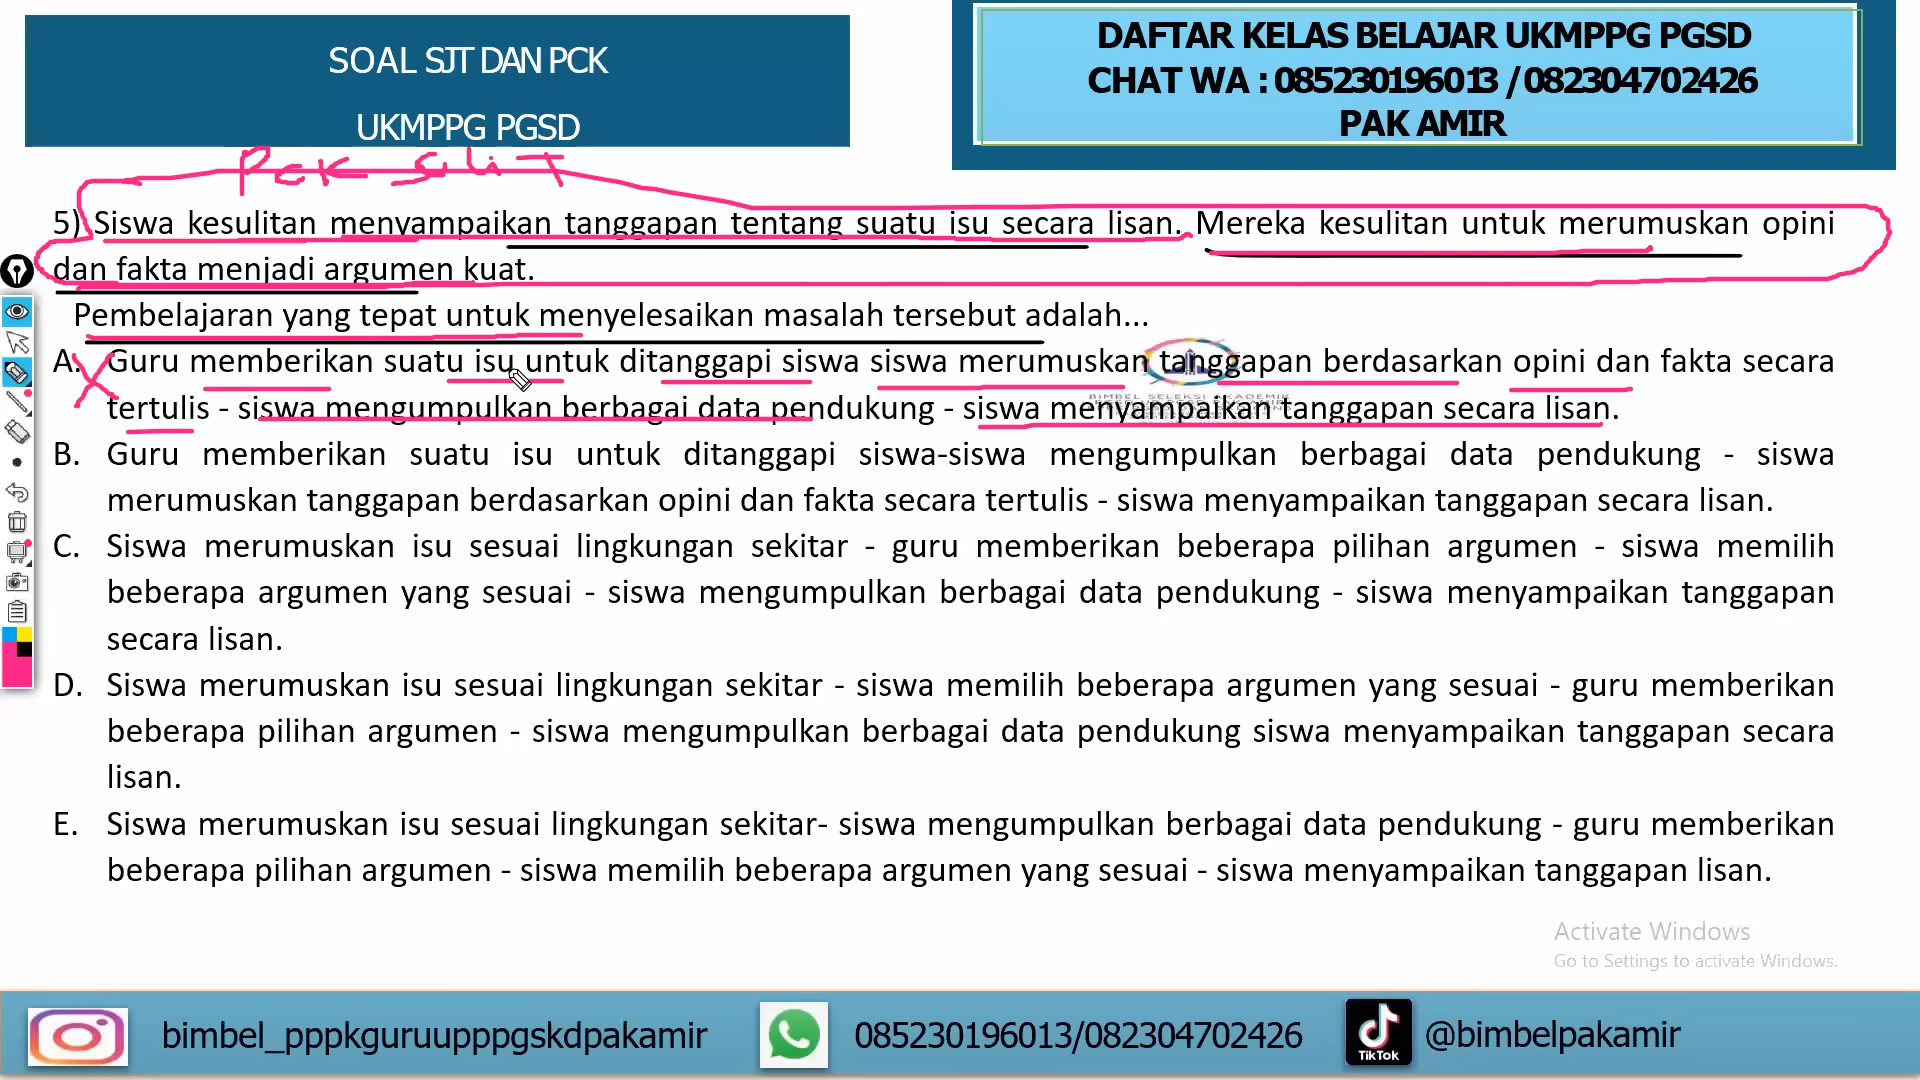 SOAL SJT DAN PCK
UKMPPG PGSD
DAFTAR KELAS BELAJAR UKMPPG PGSD
CHAT WA : 085230196013 / 082304702426
PAK AMIR
PCK SULIT
5) Siswa kesulitan menyampaikan tanggapan tentang suatu isu secara lisan. Mereka kesulitan untuk merumuskan opini
dan fakta menjadi argumen kuat.
Pembelajaran yang tepat untuk menyelesaikan masalah tersebut adalah...
A. Guru memberikan suatu isu untuk ditanggapi siswa siswa merumuskan tanggapan berdasarkan opini dan fakta secara
tertulis - siswa mengumpulkan berbagai data pendukung - siswa menyampaikan tanggapan secara lisan.
BIMBEL SELEKSI AKADEMIK
B. Guru memberikan suatu isu untuk ditanggapi siswa-siswa mengumpulkan berbagai data pendukung - siswa
merumuskan tanggapan berdasarkan opini dan fakta secara tertulis - siswa menyampaikan tanggapan secara lisan.
C. Siswa merumuskan isu sesuai lingkungan sekitar - guru memberikan beberapa pilihan argumen - siswa memilih
beberapa argumen yang sesuai - siswa mengumpulkan berbagai data pendukung - siswa menyampaikan tanggapan
secara lisan.
D. Siswa merumuskan isu sesuai lingkungan sekitar - siswa memilih beberapa argumen yang sesuai - guru memberikan
beberapa pilihan argumen - siswa mengumpulkan berbagai data pendukung siswa menyampaikan tanggapan secara
lisan.
E. Siswa merumuskan isu sesuai lingkungan sekitar- siswa mengumpulkan berbagai data pendukung - guru memberikan
beberapa pilihan argumen - siswa memilih beberapa argumen yang sesuai - siswa menyampaikan tanggapan lisan.
Activate Windows
Go to Settings to activate Windows.
bimbel_pppkguruupppgskdpakamir
085230196013/082304702426
TikTok
@bimbelpakamir